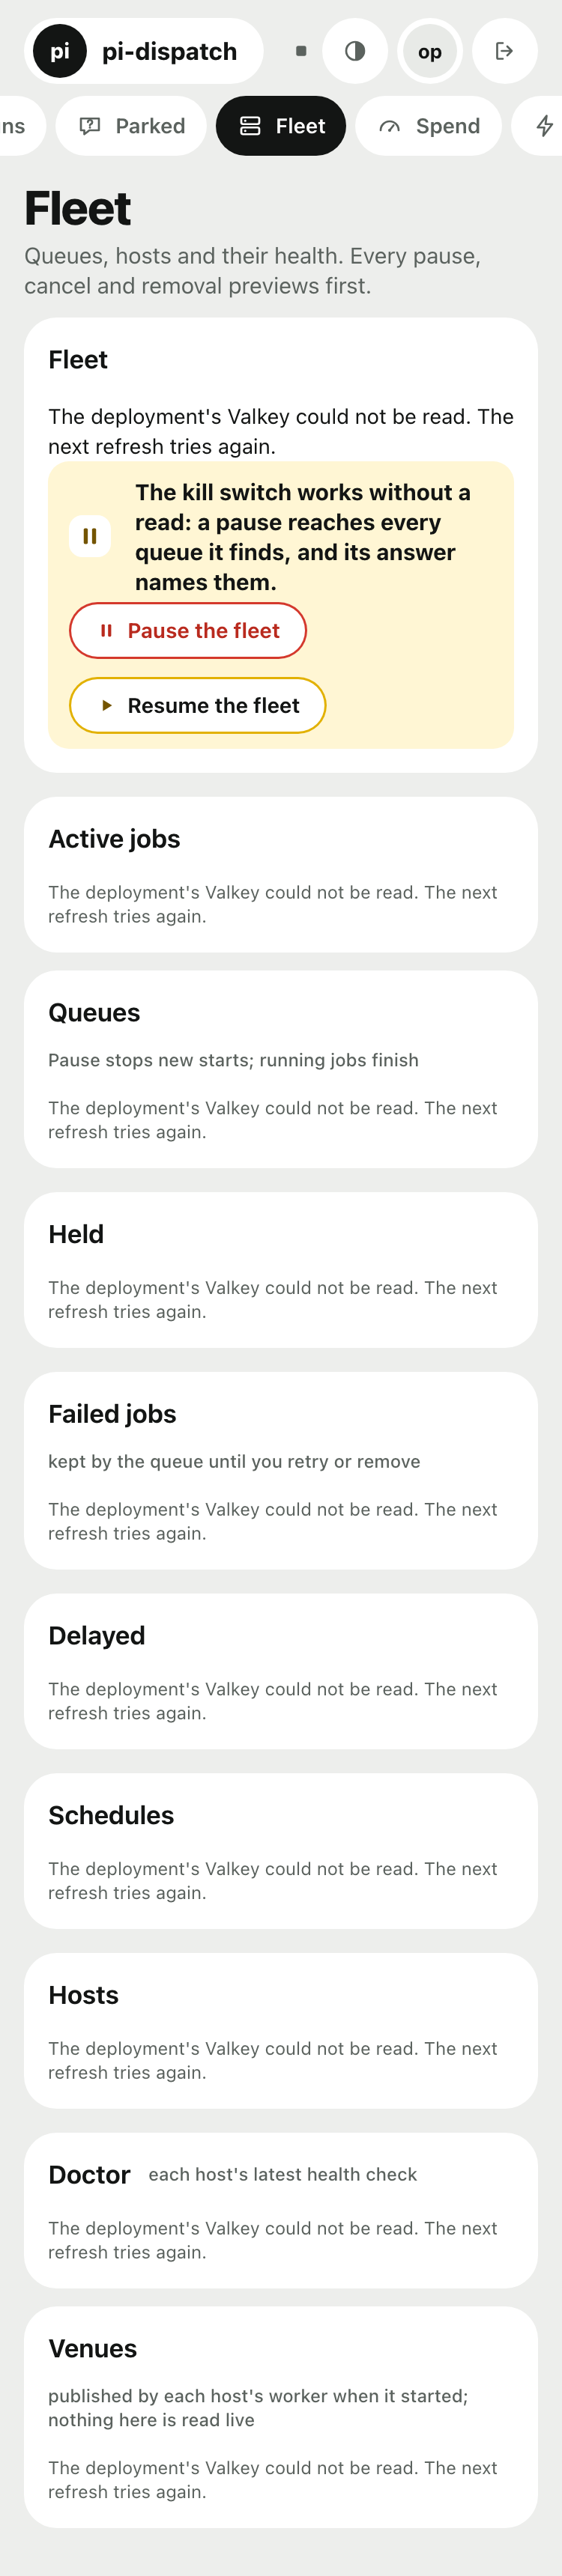 pi pi-dispatch op
ns Parked Fleet Spend
Fleet
Queues, hosts and their health. Every pause,
cancel and removal previews first.
Fleet
The deployment's Valkey could not be read. The
next refresh tries again.
The kill switch works without a
read: a pause reaches every
queue it finds, and its answer
names them.
Pause the fleet
Resume the fleet
Active jobs
The deployment's Valkey could not be read. The next
refresh tries again.
Queues
Pause stops new starts; running jobs finish
The deployment's Valkey could not be read. The next
refresh tries again.
Held
The deployment's Valkey could not be read. The next
refresh tries again.
Failed jobs
kept by the queue until you retry or remove
The deployment's Valkey could not be read. The next
refresh tries again.
Delayed
The deployment's Valkey could not be read. The next
refresh tries again.
Schedules
The deployment's Valkey could not be read. The next
refresh tries again.
Hosts
The deployment's Valkey could not be read. The next
refresh tries again.
Doctor each host's latest health check
The deployment's Valkey could not be read. The next
refresh tries again.
Venues
published by each host's worker when it started;
nothing here is read live
The deployment's Valkey could not be read. The next
refresh tries again.